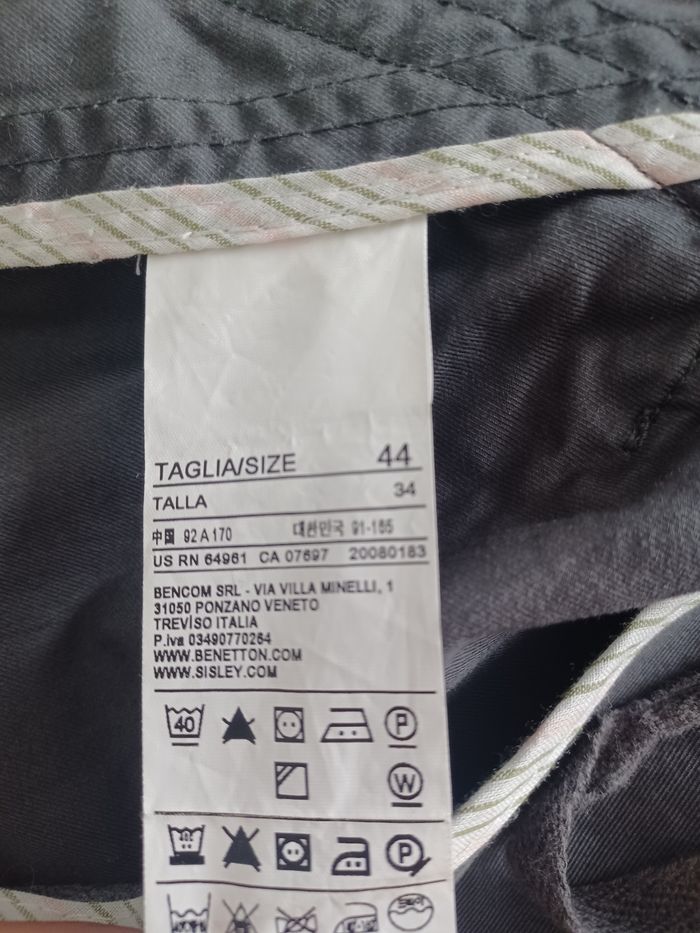 TAGLIA/SIZE 44
TALLA 34
中国 92 A 170 대한민국 91-165
US RN 64961 CA 07697 20080183
BENCOM SRL - VIA VILLA MINELLI, 1
31050 PONZANO VENETO
TREVISO ITALIA
P.iva 03490770264
WWW.BENETTON.COM
WWW.SISLEY.COM
40 P
W
P